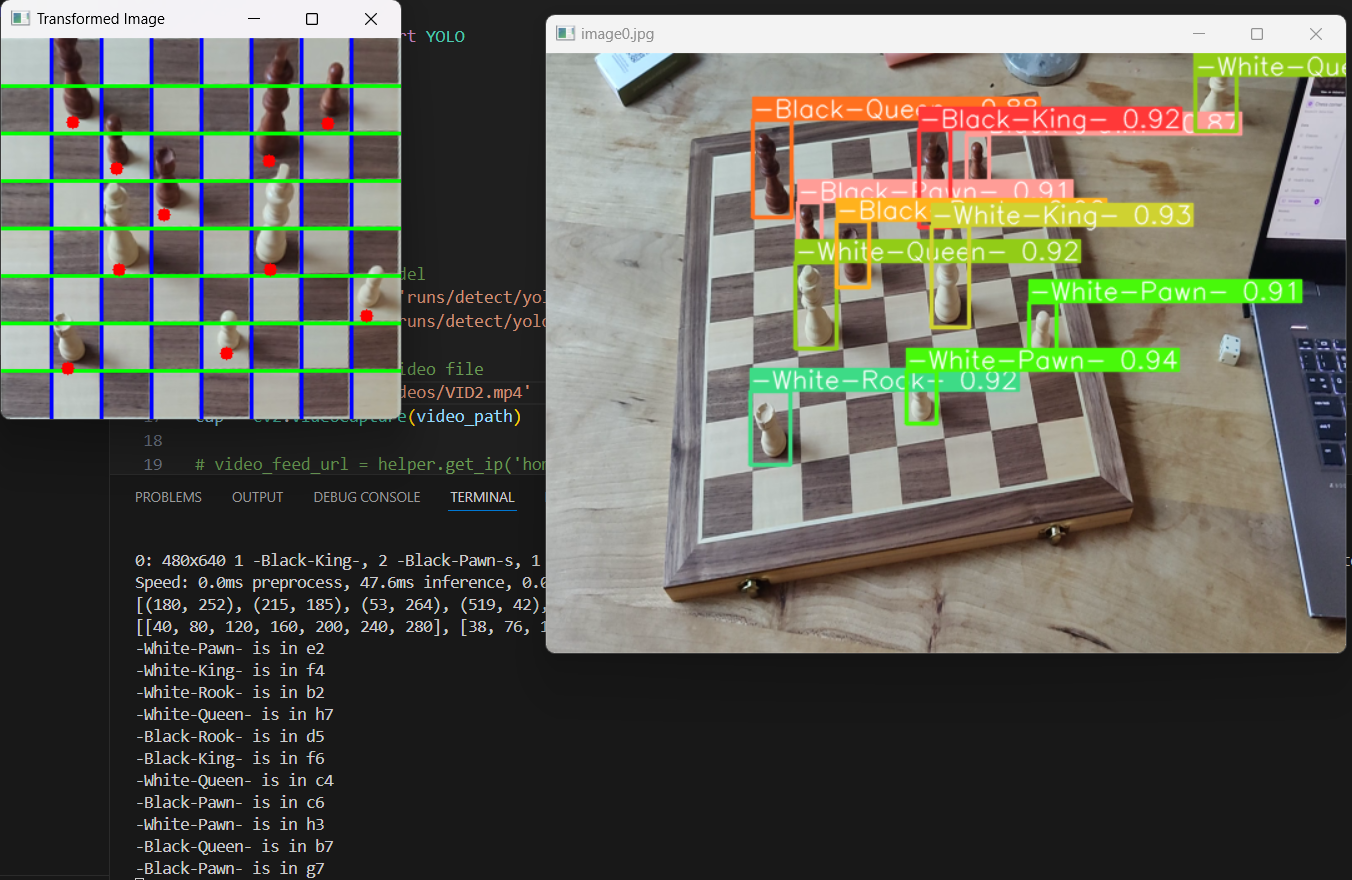 Transformed Image
rt YOLO
image0.jpg
-White-Que
-Black-Queen
-Black-King- 0.92
0.87
-Black-Pawn- 0.91
-Black
-White-King- 0.93
-White-Queen- 0.92
-White-Pawn- 0.91
-White-Pawn- 0.94
-White-Rook- 0.92
del
'runs/detect/yol
runs/detect/yolo
ideo file
deos/VID2.mp4'
(video_path)
18
19 # video_feed_url = helper.get_ip('hom
PROBLEMS OUTPUT DEBUG CONSOLE TERMINAL
0: 480x640 1 -Black-King-, 2 -Black-Pawn-s, 1
Speed: 0.0ms preprocess, 47.6ms inference, 0.0
[(180, 252), (215, 185), (53, 264), (519, 42),
[[40, 80, 120, 160, 200, 240, 280], [38, 76, 1
-White-Pawn- is in e2
-White-King- is in f4
-White-Rook- is in b2
-White-Queen- is in h7
-Black-Rook- is in d5
-Black-King- is in f6
-White-Queen- is in c4
-Black-Pawn- is in c6
-White-Pawn- is in h3
-Black-Queen- is in b7
-Black-Pawn- is in g7